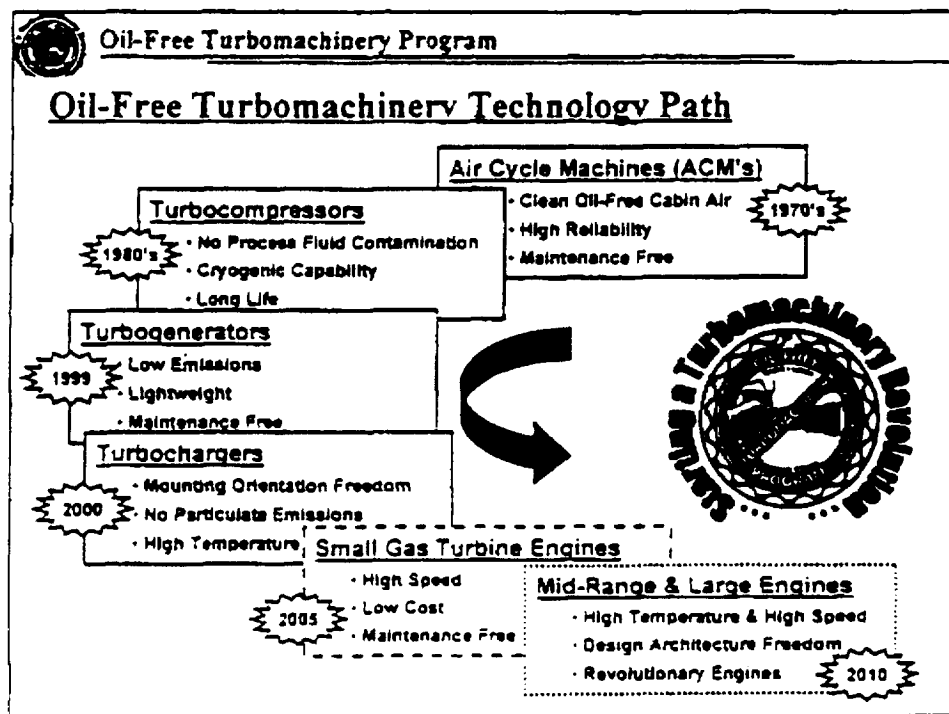 Oil-Free Turbomachinery Program
Oil-Free Turbomachinery Technology Path
Air Cycle Machines (ACM's)
· Clean Oil-Free Cabin Air
· High Reliability
· Maintenance Free
1970's
Turbocompressors
· No Process Fluid Contamination
· Cryogenic Capability
· Long Life
1980's
Turbogenerators
· Low Emissions
· Lightweight
· Maintenance Free
1999
Turbochargers
· Mounting Orientation Freedom
· No Particulate Emissions
· High Temperature
2000
Small Gas Turbine Engines
· High Speed
· Low Cost
· Maintenance Free
2005
Mid-Range & Large Engines
· High Temperature & High Speed
· Design Architecture Freedom
· Revolutionary Engines
2010
Starting a Turbomachinery Revolution